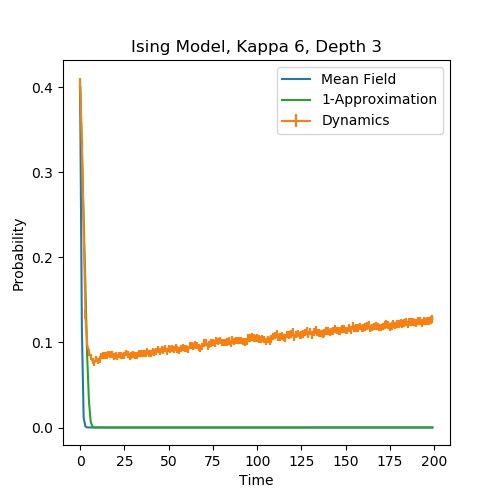 Ising Model, Kappa 6, Depth 3
Mean Field
1-Approximation
Dynamics
Probability
0.4
0.3
0.2
0.1
0.0
0 25 50 75 100 125 150 175 200
Time